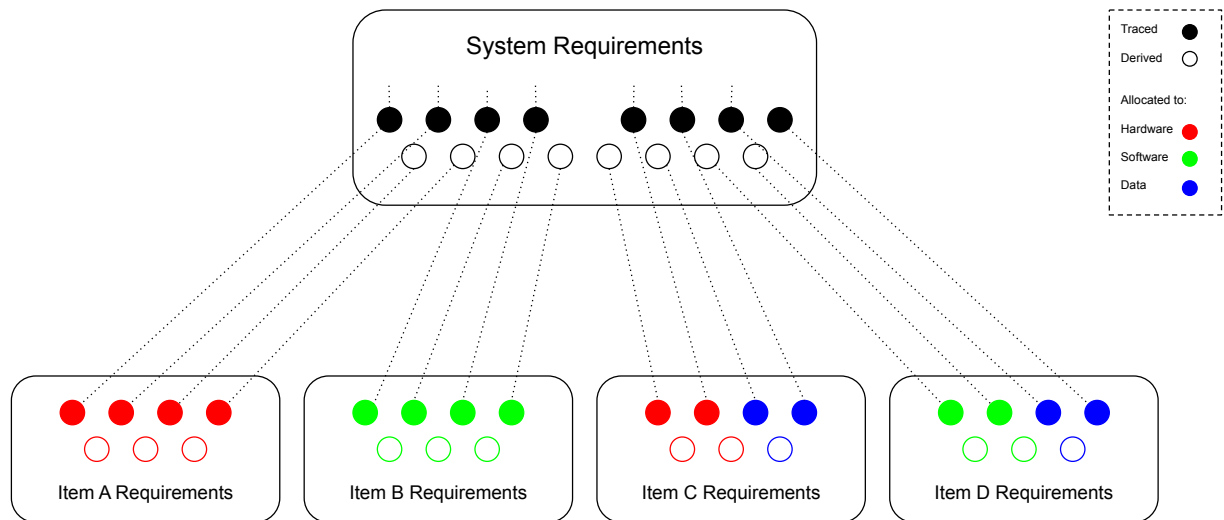 System Requirements
Traced
Derived
Allocated to:
Hardware
Software
Data
Item A Requirements
Item B Requirements
Item C Requirements
Item D Requirements